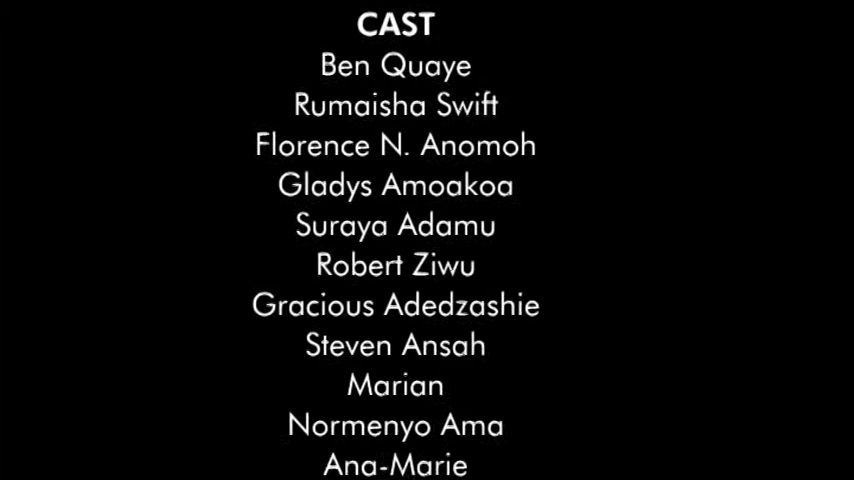 CAST
Ben Quaye
Rumaisha Swift
Florence N. Anomoh
Gladys Amoakoa
Suraya Adamu
Robert Ziwu
Gracious Adedzashie
Steven Ansah
Marian
Normenyo Ama
Ana-Marie